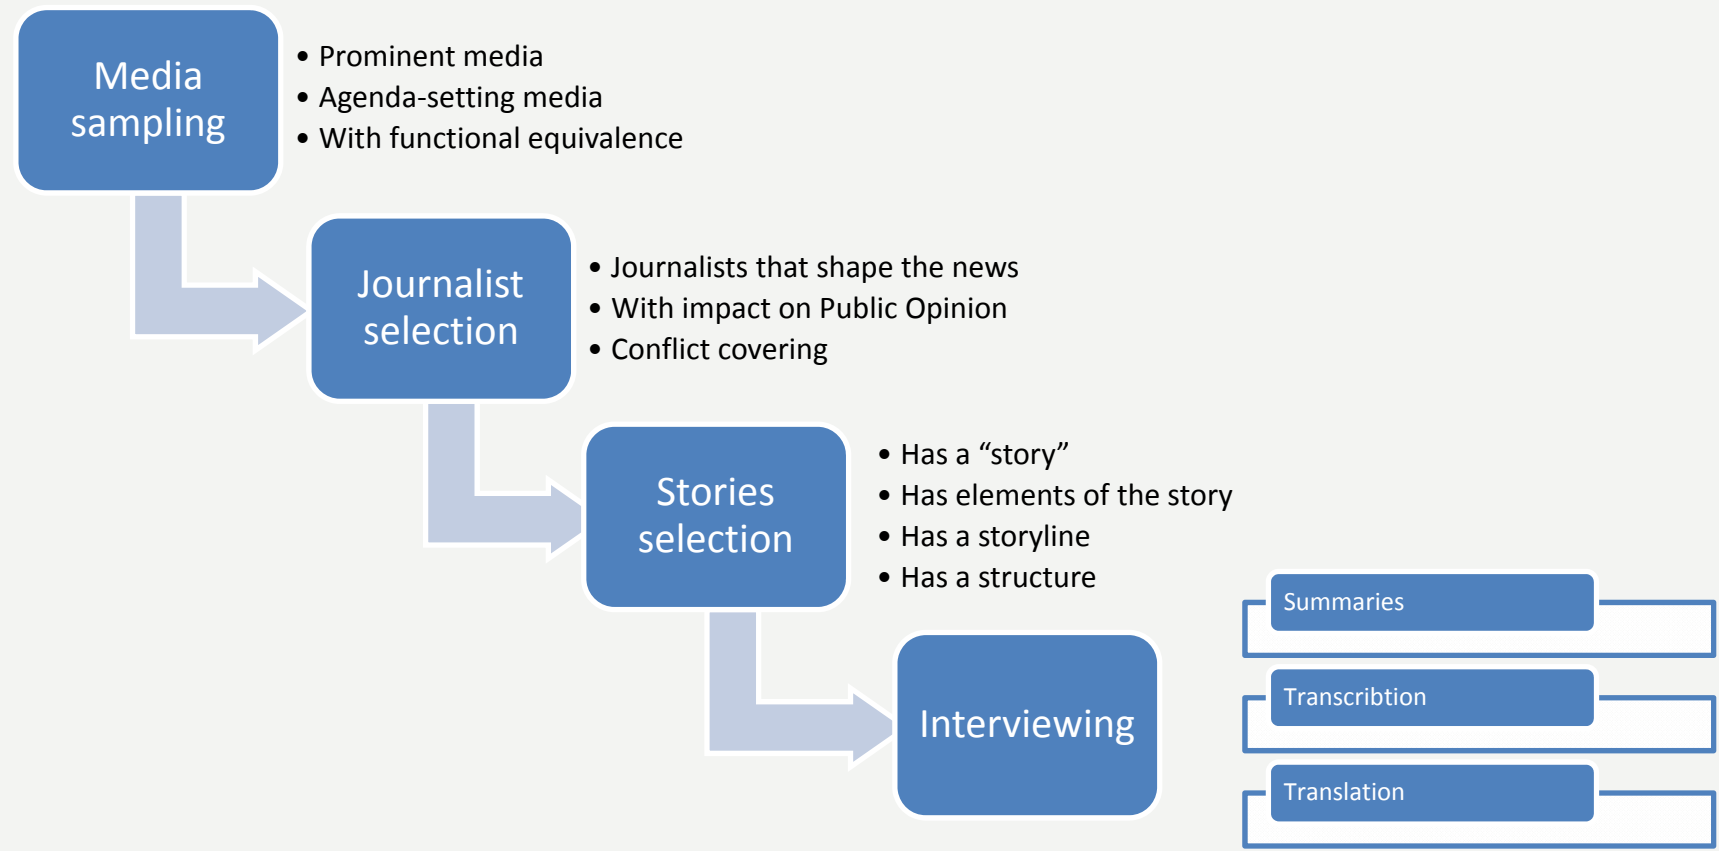 Media
sampling
• Prominent media
• Agenda-setting media
• With functional equivalence
Journalist
selection
• Journalists that shape the news
• With impact on Public Opinion
• Conflict covering
Stories
selection
• Has a “story”
• Has elements of the story
• Has a storyline
• Has a structure
Interviewing
Summaries
Transcribtion
Translation